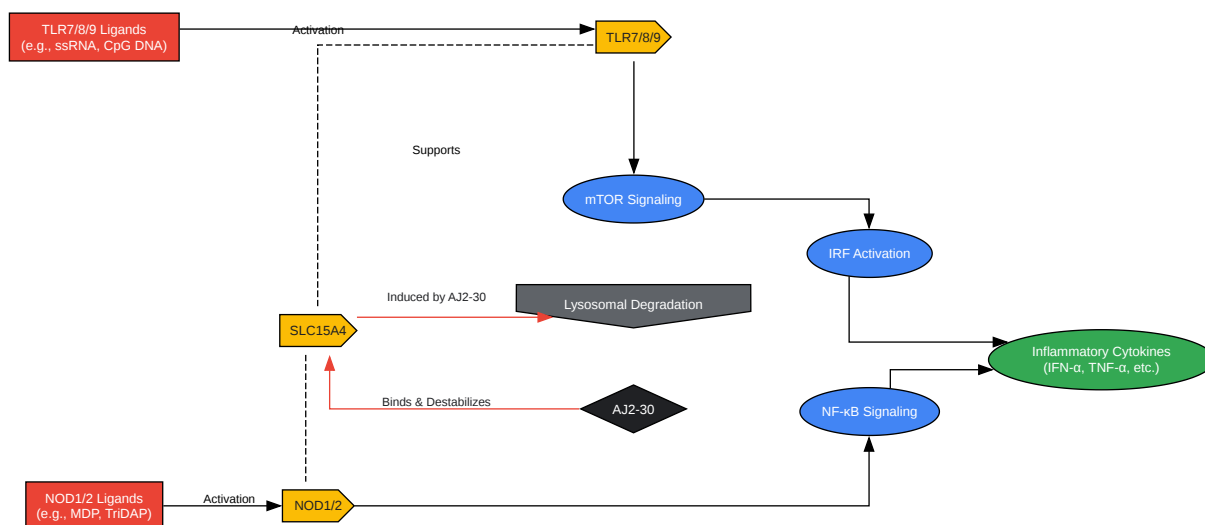 TLR7/8/9 Ligands
(e.g., ssRNA, CpG DNA)
Activation
TLR7/8/9
Supports
mTOR Signaling
IRF Activation
Induced by AJ2-30
Lysosomal Degradation
SLC15A4
Inflammatory Cytokines
(IFN-α, TNF-α, etc.)
Binds & Destabilizes
AJ2-30
NF-κB Signaling
NOD1/2 Ligands
(e.g., MDP, TriDAP)
Activation
NOD1/2